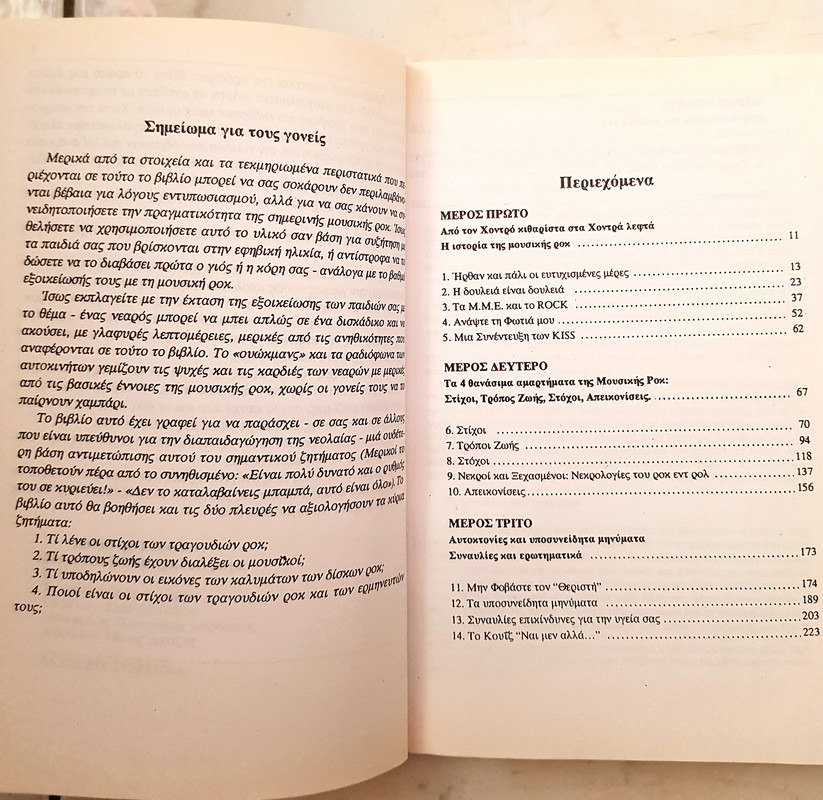 Σημείωμα για τους γονείς
Μερικά από τα στοιχεία και τα τεκμηριωμένα περιστατικά που πε-
ριέχονται σε τούτο το βιβλίο μπορεί να σας σοκάρουν δεν περιλαμβάνο-
νται βέβαια για λόγους εντυπωσιασμού, αλλά για να σας κάνουν να συ-
νειδητοποιήσετε την πραγματικότητα της σημερινής μουσικής ροκ. Ίσως
θελήσετε να χρησιμοποιήσετε αυτό το υλικό σαν βάση για συζήτηση με
τα παιδιά σας που βρίσκονται στην εφηβική ηλικία, ή αντίστροφα να το
δώσετε να το διαβάσει πρώτα ο γιός ή η κόρη σας - ανάλογα με το βαθμό
εξοικείωσής τους με τη μουσική ροκ.
Ίσως εκπλαγείτε με την έκταση της εξοικείωσης των παιδιών σας με
το θέμα - ένας νεαρός μπορεί να μπει απλώς σε ένα δισκάδικο και να
ακούσει, με γλαφυρές λεπτομέρειες, μερικές από τις ανηθικότητες που
αναφέρονται σε τούτο το βιβλίο. Το «ουώκμανς» και τα ραδιόφωνα των
αυτοκινήτων γεμίζουν τις ψυχές και τις καρδιές των νεαρών με μερικές
από τις βασικές έννοιες της μουσικής ροκ, χωρίς οι γονείς τους να το
παίρνουν χαμπάρι.
Το βιβλίο αυτό έχει γραφεί για να παράσχει - σε σας και σε άλλους
που είναι υπεύθυνοι για την διαπαιδαγώγηση της νεολαίας - μιά ουδέτε-
ρη βάση αντιμετώπισης αυτού του σημαντικού ζητήματος (Μερικοί το
τοποθετούν πέρα από το συνηθισμένο: «Είναι πολύ δυνατό και ο ρυθμός
του σε κυριεύει!» - «Δεν το καταλαβαίνεις μπαμπά, αυτό είναι όλο»). Το
βιβλίο αυτό θα βοηθήσει και τις δύο πλευρές να αξιολογήσουν τα κύρια
ζητήματα:
1. Τί λένε οι στίχοι των τραγουδιών ροκ;
2. Τί τρόπους ζωής έχουν διαλέξει οι μουσικοί;
3. Τί υποδηλώνουν οι εικόνες των καλυμάτων των δίσκων ροκ;
4. Ποιοί είναι οι στίχοι των τραγουδιών ροκ και των ερμηνευτών
τους;
Περιεχόμενα
ΜΕΡΟΣ ΠΡΩΤΟ
Από τον Χοντρό κιθαρίστα στα Χοντρά λεφτά
Η ιστορία της μουσικής ροκ ........ 11
1. Ήρθαν και πάλι οι ευτυχισμένες μέρες ........ 13
2. Η δουλειά είναι δουλειά ........ 23
3. Τα Μ.Μ.Ε. και το ROCK ........ 37
4. Ανάψτε τη Φωτιά μου ........ 52
5. Μια Συνέντευξη των KISS ........ 62
ΜΕΡΟΣ ΔΕΥΤΕΡΟ
Τα 4 θανάσιμα αμαρτήματα της Μουσικής Ροκ:
Στίχοι, Τρόπος Ζωής, Στόχοι, Απεικονίσεις. ........ 67
6. Στίχοι ........ 70
7. Τρόποι Ζωής ........ 94
8. Στόχοι ........ 118
9. Νεκροί και Ξεχασμένοι: Νεκρολογίες του ροκ εντ ρολ ........ 137
10. Απεικονίσεις ........ 156
ΜΕΡΟΣ ΤΡΙΤΟ
Αυτοκτονίες και υποσυνείδητα μηνύματα
Συναυλίες και ερωτηματικά ........ 173
11. Μην Φοβάστε τον "Θεριστή" ........ 174
12. Τα υποσυνείδητα μηνύματα ........ 189
13. Συναυλίες επικίνδυνες για την υγεία σας ........ 203
14. Το Κουΐζ "Ναι μεν αλλά..." ........ 223